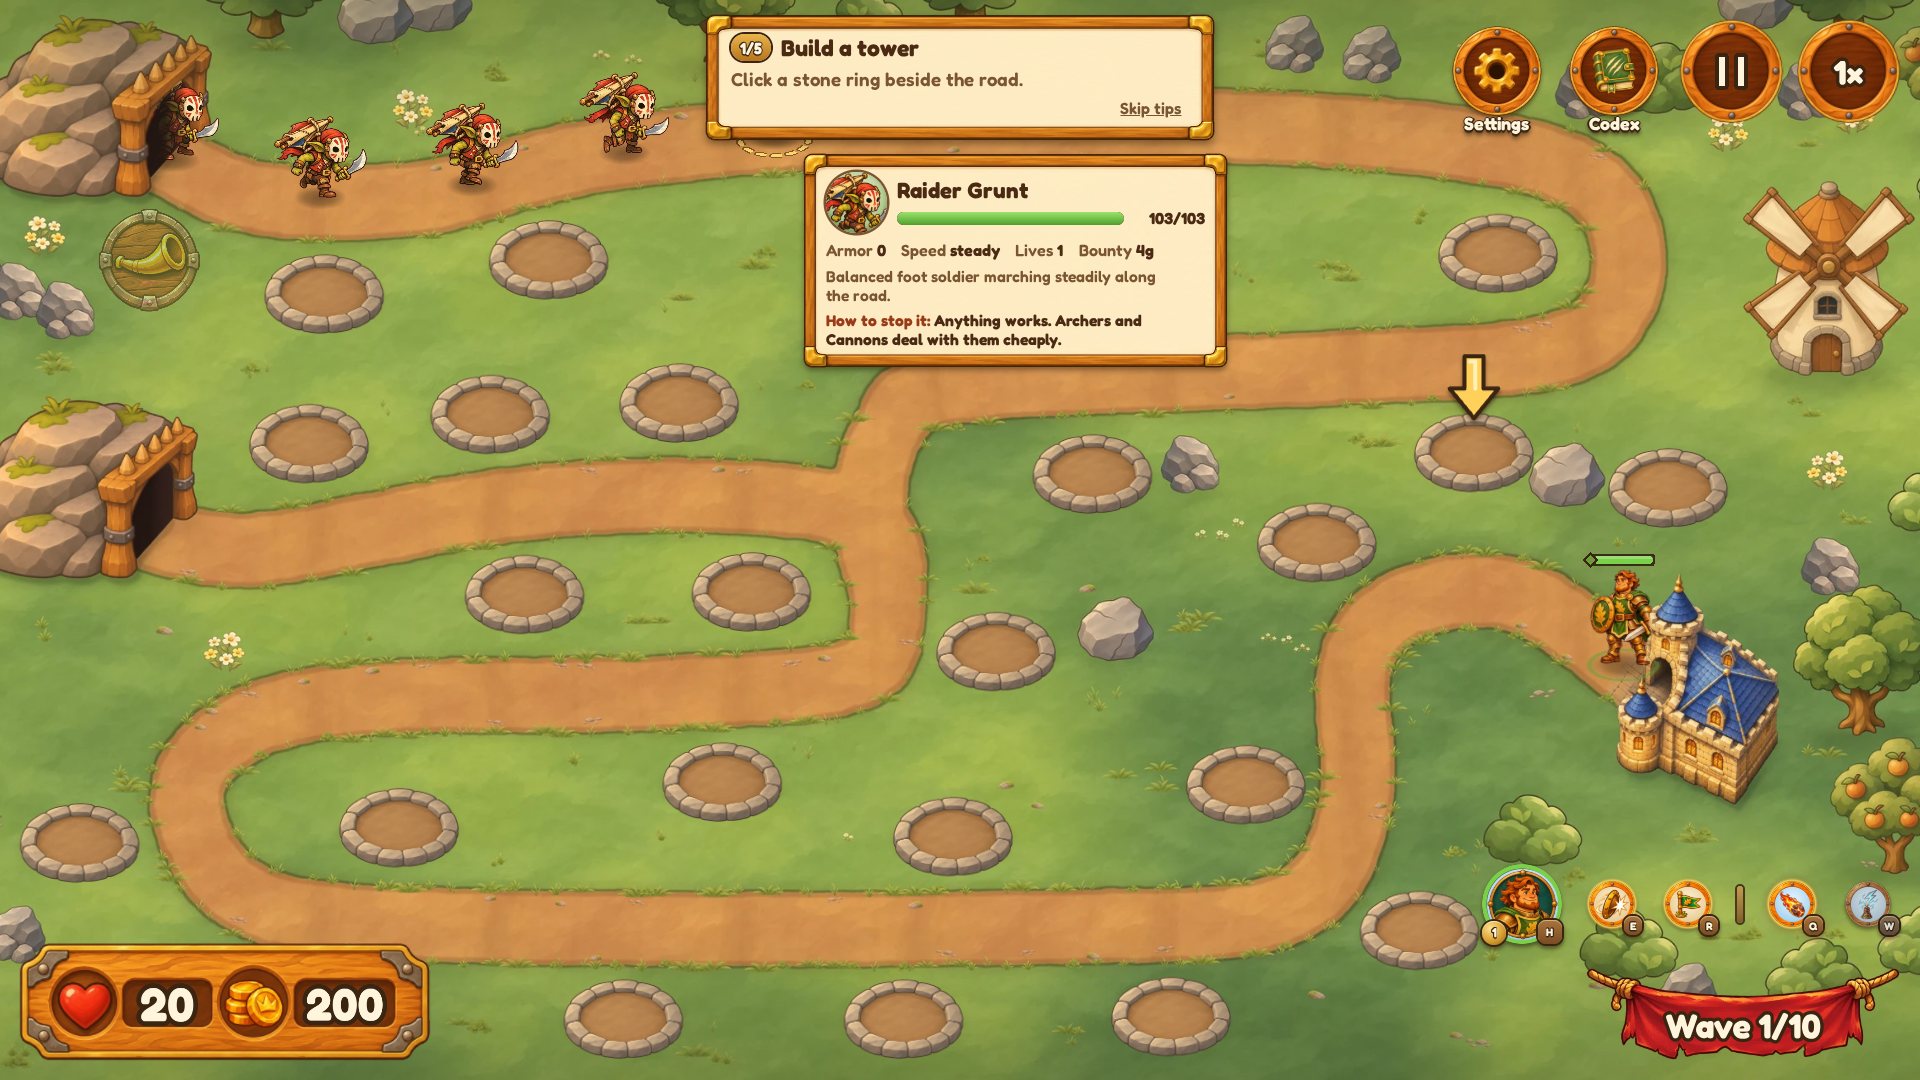 1/5 Build a tower
Click a stone ring beside the road.
Skip tips
Settings
Codex
1x
Raider Grunt
103/103
Armor 0 Speed steady Lives 1 Bounty 4g
Balanced foot soldier marching steadily along
the road.
How to stop it: Anything works. Archers and
Cannons deal with them cheaply.
1 H E R Q W
20 200
Wave 1/10